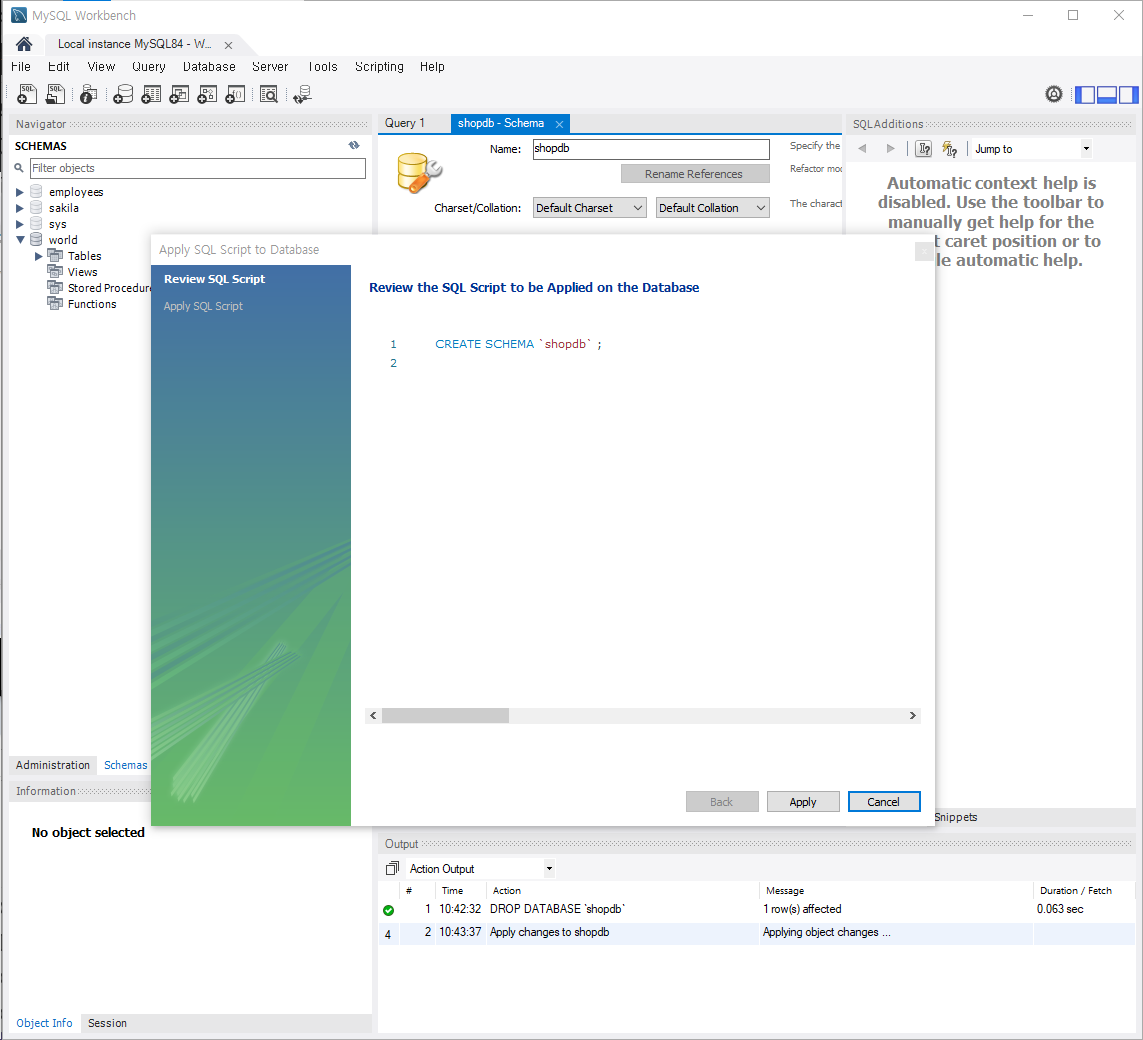 MySQL Workbench
Local instance MySQL84 - W...
File Edit View Query Database Server Tools Scripting Help
Navigator
SCHEMAS
Filter objects
employees
sakila
sys
world
Tables
Views
Stored Procedure
Functions
Administration Schemas
Information
No object selected
Object Info Session
Query 1 shopdb - Schema
Name: shopdb
Specify the
Rename References
Refactor
Charset/Collation: Default Charset Default Collation
The
SQLAdditions
Jump to
Automatic context help is
disabled. Use the toolbar to
manually get help for the
caret position or to
automatic help.
Snippets
Apply SQL Script to Database
Review SQL Script
Apply SQL Script
Review the SQL Script to be Applied on the Database
1 CREATE SCHEMA `shopdb` ;
2
Back Apply Cancel
Output
Action Output
# Time Action Message Duration / Fetch
1 10:42:32 DROP DATABASE `shopdb` 1 row(s) affected 0.063 sec
4 2 10:43:37 Apply changes to shopdb Applying object changes ...